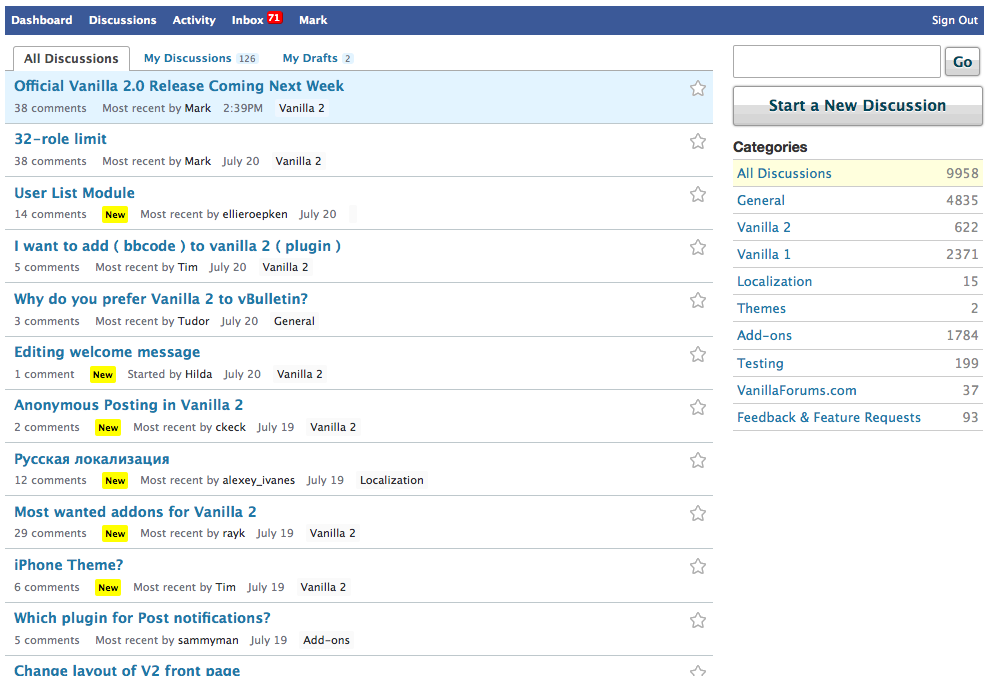 Dashboard Discussions Activity Inbox 71 Mark Sign Out
All Discussions My Discussions 126 My Drafts 2
Go
Official Vanilla 2.0 Release Coming Next Week
38 comments Most recent by Mark 2:39PM Vanilla 2
32-role limit
38 comments Most recent by Mark July 20 Vanilla 2
User List Module
14 comments New Most recent by ellieroepken July 20
I want to add ( bbcode ) to vanilla 2 ( plugin )
5 comments Most recent by Tim July 20 Vanilla 2
Why do you prefer Vanilla 2 to vBulletin?
3 comments Most recent by Tudor July 20 General
Editing welcome message
1 comment New Started by Hilda July 20 Vanilla 2
Anonymous Posting in Vanilla 2
2 comments New Most recent by ckeck July 19 Vanilla 2
Русская локализация
12 comments New Most recent by alexey_ivanes July 19 Localization
Most wanted addons for Vanilla 2
29 comments New Most recent by rayk July 19 Vanilla 2
iPhone Theme?
6 comments New Most recent by Tim July 19 Vanilla 2
Which plugin for Post notifications?
5 comments Most recent by sammyman July 19 Add-ons
Change layout of V2 front page
Start a New Discussion
Categories
All Discussions 9958
General 4835
Vanilla 2 622
Vanilla 1 2371
Localization 15
Themes 2
Add-ons 1784
Testing 199
VanillaForums.com 37
Feedback & Feature Requests 93